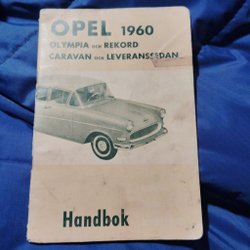 OPEL 1960
OLYMPIA OCH REKORD
CARAVAN OCH LEVERANSSEDAN
Handbok